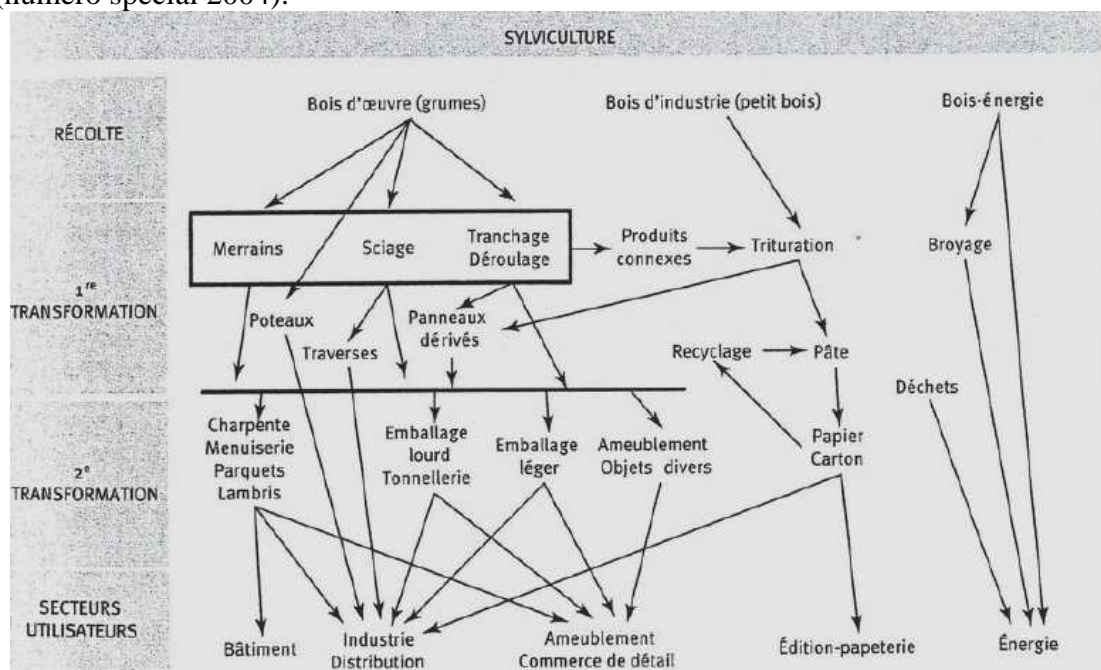 (numéro spécial 2004).
SYLVICULTURE
RÉCOLTE
Bois d'œuvre (grumes)
Bois d'industrie (petit bois)
Bois-énergie
1re
TRANSFORMATION
Merrains
Sciage
Tranchage
Déroulage
Produits
connexes
Trituration
Broyage
Poteaux
Traverses
Panneaux
dérivés
Recyclage
Pâte
Déchets
2e
TRANSFORMATION
Charpente
Menuiserie
Parquets
Lambris
Emballage
lourd
Tonnellerie
Emballage
léger
Ameublement
Objets divers
Papier
Carton
SECTEURS
UTILISATEURS
Bâtiment
Industrie
Distribution
Ameublement
Commerce de détail
Édition-papeterie
Énergie